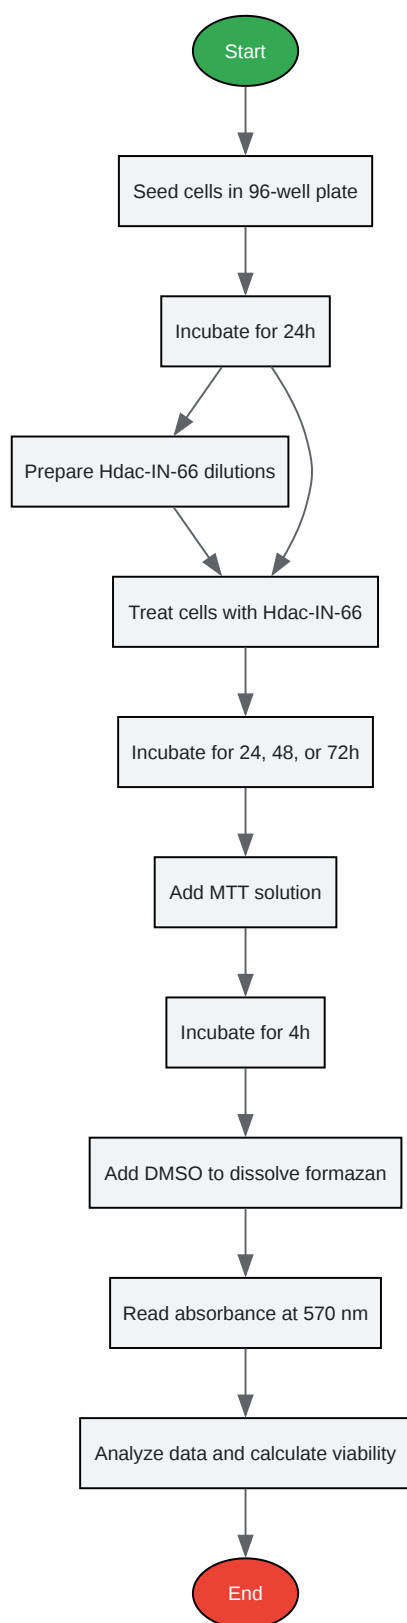 Start
Seed cells in 96-well plate
Incubate for 24h
Prepare Hdac-IN-66 dilutions
Treat cells with Hdac-IN-66
Incubate for 24, 48, or 72h
Add MTT solution
Incubate for 4h
Add DMSO to dissolve formazan
Read absorbance at 570 nm
Analyze data and calculate viability
End